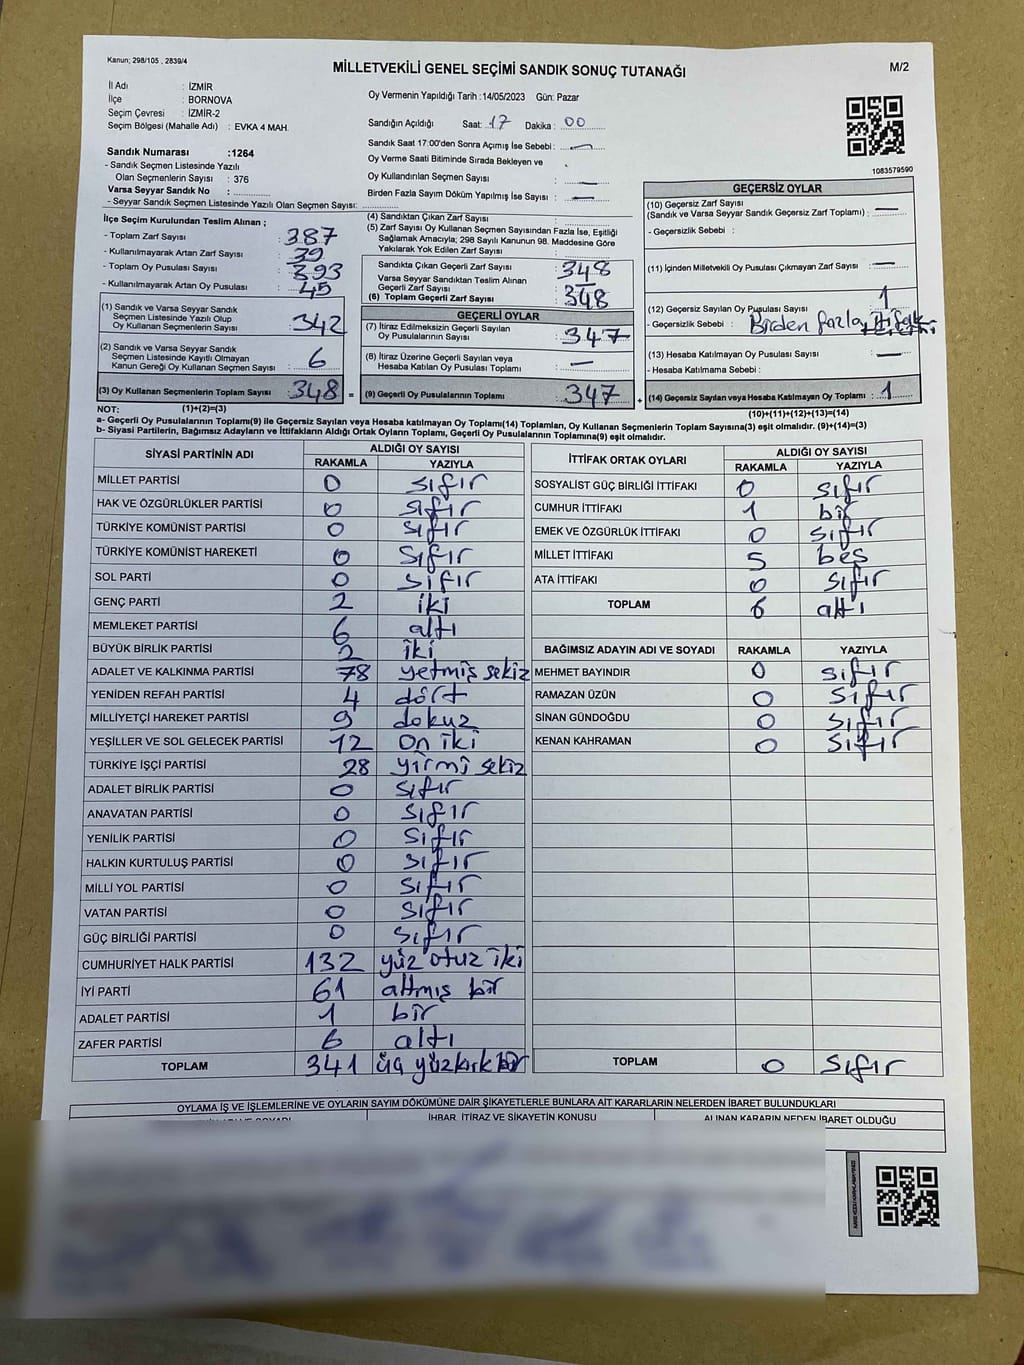 Kanun; 298/105 , 2839/4
MİLLETVEKİLİ GENEL SEÇİMİ SANDIK SONUÇ TUTANAĞI
M/2
İl Adı : İZMİR
İlçe : BORNOVA
Seçim Çevresi : İZMİR-2
Seçim Bölgesi (Mahalle Adı) : EVKA 4 MAH.
Oy Vermenin Yapıldığı Tarih :14/05/2023 Gün: Pazar
Sandığın Açıldığı Saat: 17 Dakika : 00
Sandık Saat 17:00'den Sonra Açılmış İse Sebebi : —
Oy Verme Saati Bitiminde Sırada Bekleyen ve
Oy Kullandırılan Seçmen Sayısı : —
Birden Fazla Sayım Döküm Yapılmış İse Sayısı : —
1083579590
Sandık Numarası :1264
- Sandık Seçmen Listesinde Yazılı
Olan Seçmenlerin Sayısı : 376
Varsa Seyyar Sandık No :
- Seyyar Sandık Seçmen Listesinde Yazılı Olan Seçmen Sayısı:
İlçe Seçim Kurulundan Teslim Alınan ;
- Toplam Zarf Sayısı : 387
- Kullanılmayarak Artan Zarf Sayısı : 39
- Toplam Oy Pusulası Sayısı : 393
- Kullanılmayarak Artan Oy Pusulası : 45
(1) Sandık ve Varsa Seyyar Sandık
Seçmen Listesinde Yazılı Olup
Oy Kullanan Seçmenlerin Sayısı : 342
(2) Sandık ve Varsa Seyyar Sandık
Seçmen Listesinde Kayıtlı Olmayan
Kanun Gereği Oy Kullanan Seçmen Sayısı : 6
(3) Oy Kullanan Seçmenlerin Toplam Sayısı : 348 =
(4) Sandıktan Çıkan Zarf Sayısı :
(5) Zarf Sayısı Oy Kullanan Seçmen Sayısından Fazla İse, Eşitliği
Sağlamak Amacıyla; 298 Sayılı Kanunun 98. Maddesine Göre
Yakılarak Yok Edilen Zarf Sayısı :
Sandıkta Çıkan Geçerli Zarf Sayısı : 348
Varsa Seyyar Sandıktan Teslim Alınan
Geçerli Zarf Sayısı : —
(6) Toplam Geçerli Zarf Sayısı : 348
GEÇERLİ OYLAR
(7) İtiraz Edilmeksizin Geçerli Sayılan
Oy Pusulalarının Sayısı : 347
(8) İtiraz Üzerine Geçerli Sayılan veya
Hesaba Katılan Oy Pusulası Toplamı : —
(9) Geçerli Oy Pusulalarının Toplamı : 347 +
GEÇERSİZ OYLAR
(10) Geçersiz Zarf Sayısı
(Sandık ve Varsa Seyyar Sandık Geçersiz Zarf Toplamı) : —
- Geçersizlik Sebebi :
(11) İçinden Milletvekili Oy Pusulası Çıkmayan Zarf Sayısı : —
(12) Geçersiz Sayılan Oy Pusulası Sayısı : 1
- Geçersizlik Sebebi : Birden fazla
(13) Hesaba Katılmayan Oy Pusulası Sayısı : —
- Hesaba Katılmama Sebebi :
(14) Geçersiz Sayılan veya Hesaba Katılmayan Oy Toplamı : 1
NOT: (1)+(2)=(3)
(10)+(11)+(12)+(13)=(14)
a- Geçerli Oy Pusulalarının Toplamı(9) ile Geçersiz Sayılan veya Hesaba katılmayan Oy Toplamı(14) Toplamları, Oy Kullanan Seçmenlerin Toplam Sayısına(3) eşit olmalıdır. (9)+(14)=(3)
b- Siyasi Partilerin, Bağımsız Adayların ve İttifakların Aldığı Ortak Oyların Toplamı, Geçerli Oy Pusulalarının Toplamına(9) eşit olmalıdır.
SİYASİ PARTİNİN ADI ALDIĞI OY SAYISI
RAKAMLA YAZIYLA
MİLLET PARTİSİ 0 sıfır
HAK VE ÖZGÜRLÜKLER PARTİSİ 0 sıfır
TÜRKİYE KOMÜNİST PARTİSİ 0 sıfır
TÜRKİYE KOMÜNİST HAREKETİ 0 sıfır
SOL PARTİ 0 sıfır
GENÇ PARTİ 2 iki
MEMLEKET PARTİSİ 6 altı
BÜYÜK BİRLİK PARTİSİ 2 iki
ADALET VE KALKINMA PARTİSİ 78 yetmiş sekiz
YENİDEN REFAH PARTİSİ 4 dört
MİLLİYETÇİ HAREKET PARTİSİ 9 dokuz
YEŞİLLER VE SOL GELECEK PARTİSİ 12 on iki
TÜRKİYE İŞÇİ PARTİSİ 28 yirmi sekiz
ADALET BİRLİK PARTİSİ 0 sıfır
ANAVATAN PARTİSİ 0 sıfır
YENİLİK PARTİSİ 0 sıfır
HALKIN KURTULUŞ PARTİSİ 0 sıfır
MİLLİ YOL PARTİSİ 0 sıfır
VATAN PARTİSİ 0 sıfır
GÜÇ BİRLİĞİ PARTİSİ 0 sıfır
CUMHURİYET HALK PARTİSİ 132 yüz otuz iki
İYİ PARTİ 61 altmış bir
ADALET PARTİSİ 1 bir
ZAFER PARTİSİ 6 altı
TOPLAM 341 üç yüz kırk bir
İTTİFAK ORTAK OYLARI ALDIĞI OY SAYISI
RAKAMLA YAZIYLA
SOSYALİST GÜÇ BİRLİĞİ İTTİFAKI 0 sıfır
CUMHUR İTTİFAKI 1 bir
EMEK VE ÖZGÜRLÜK İTTİFAKI 0 sıfır
MİLLET İTTİFAKI 5 beş
ATA İTTİFAKI 0 sıfır
TOPLAM 6 altı
BAĞIMSIZ ADAYIN ADI VE SOYADI RAKAMLA YAZIYLA
MEHMET BAYINDIR 0 sıfır
RAMAZAN ÜZÜN 0 sıfır
SİNAN GÜNDOĞDU 0 sıfır
KENAN KAHRAMAN 0 sıfır
TOPLAM 0 sıfır
OYLAMA İŞ VE İŞLEMLERİNE VE OYLARIN SAYIM DÖKÜMÜNE DAİR ŞİKAYETLERLE BUNLARA AİT KARARLARIN NELERDEN İBARET BULUNDUKLARI
İHBAR, İTİRAZ VE ŞİKAYETİN KONUSU
ALINAN KARARIN NEDEN İBARET OLDUĞU